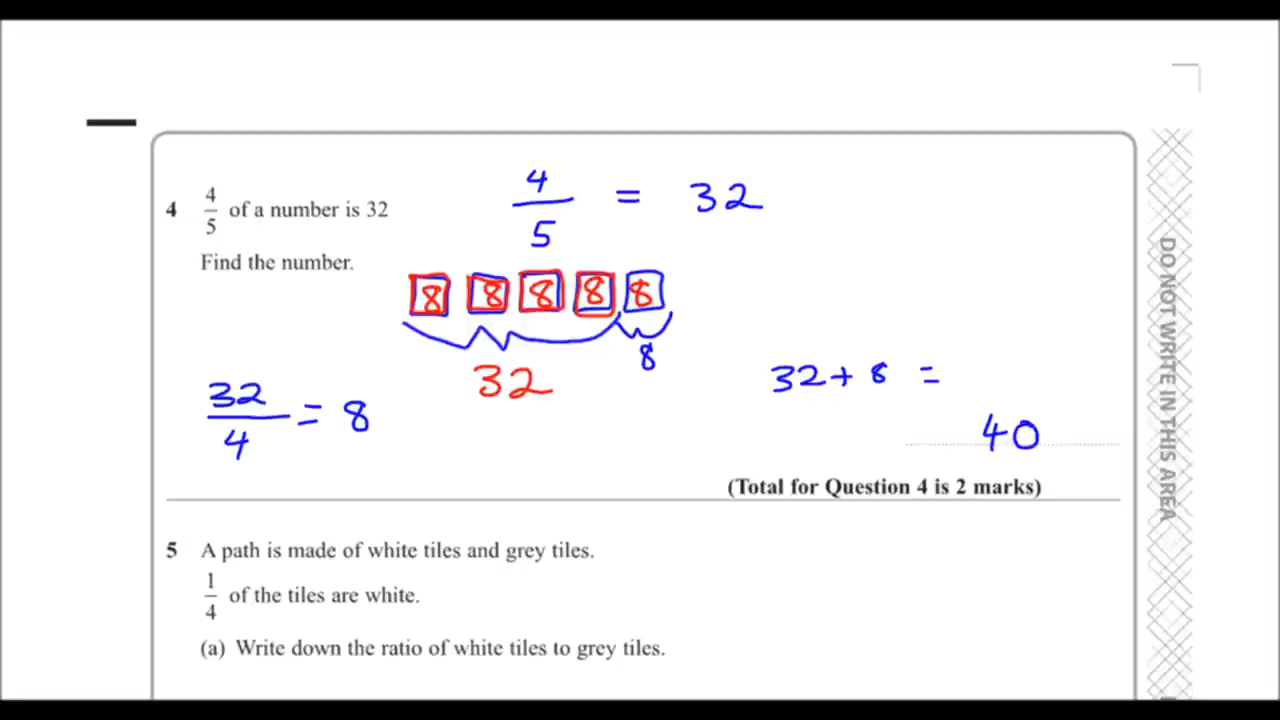 4 4/5 of a number is 32
4/5 = 32
Find the number.
8 8 8 8 8
32 8
32/4 = 8
32 + 8 =
40
(Total for Question 4 is 2 marks)
5 A path is made of white tiles and grey tiles.
1/4 of the tiles are white.
(a) Write down the ratio of white tiles to grey tiles.
DO NOT WRITE IN THIS AREA